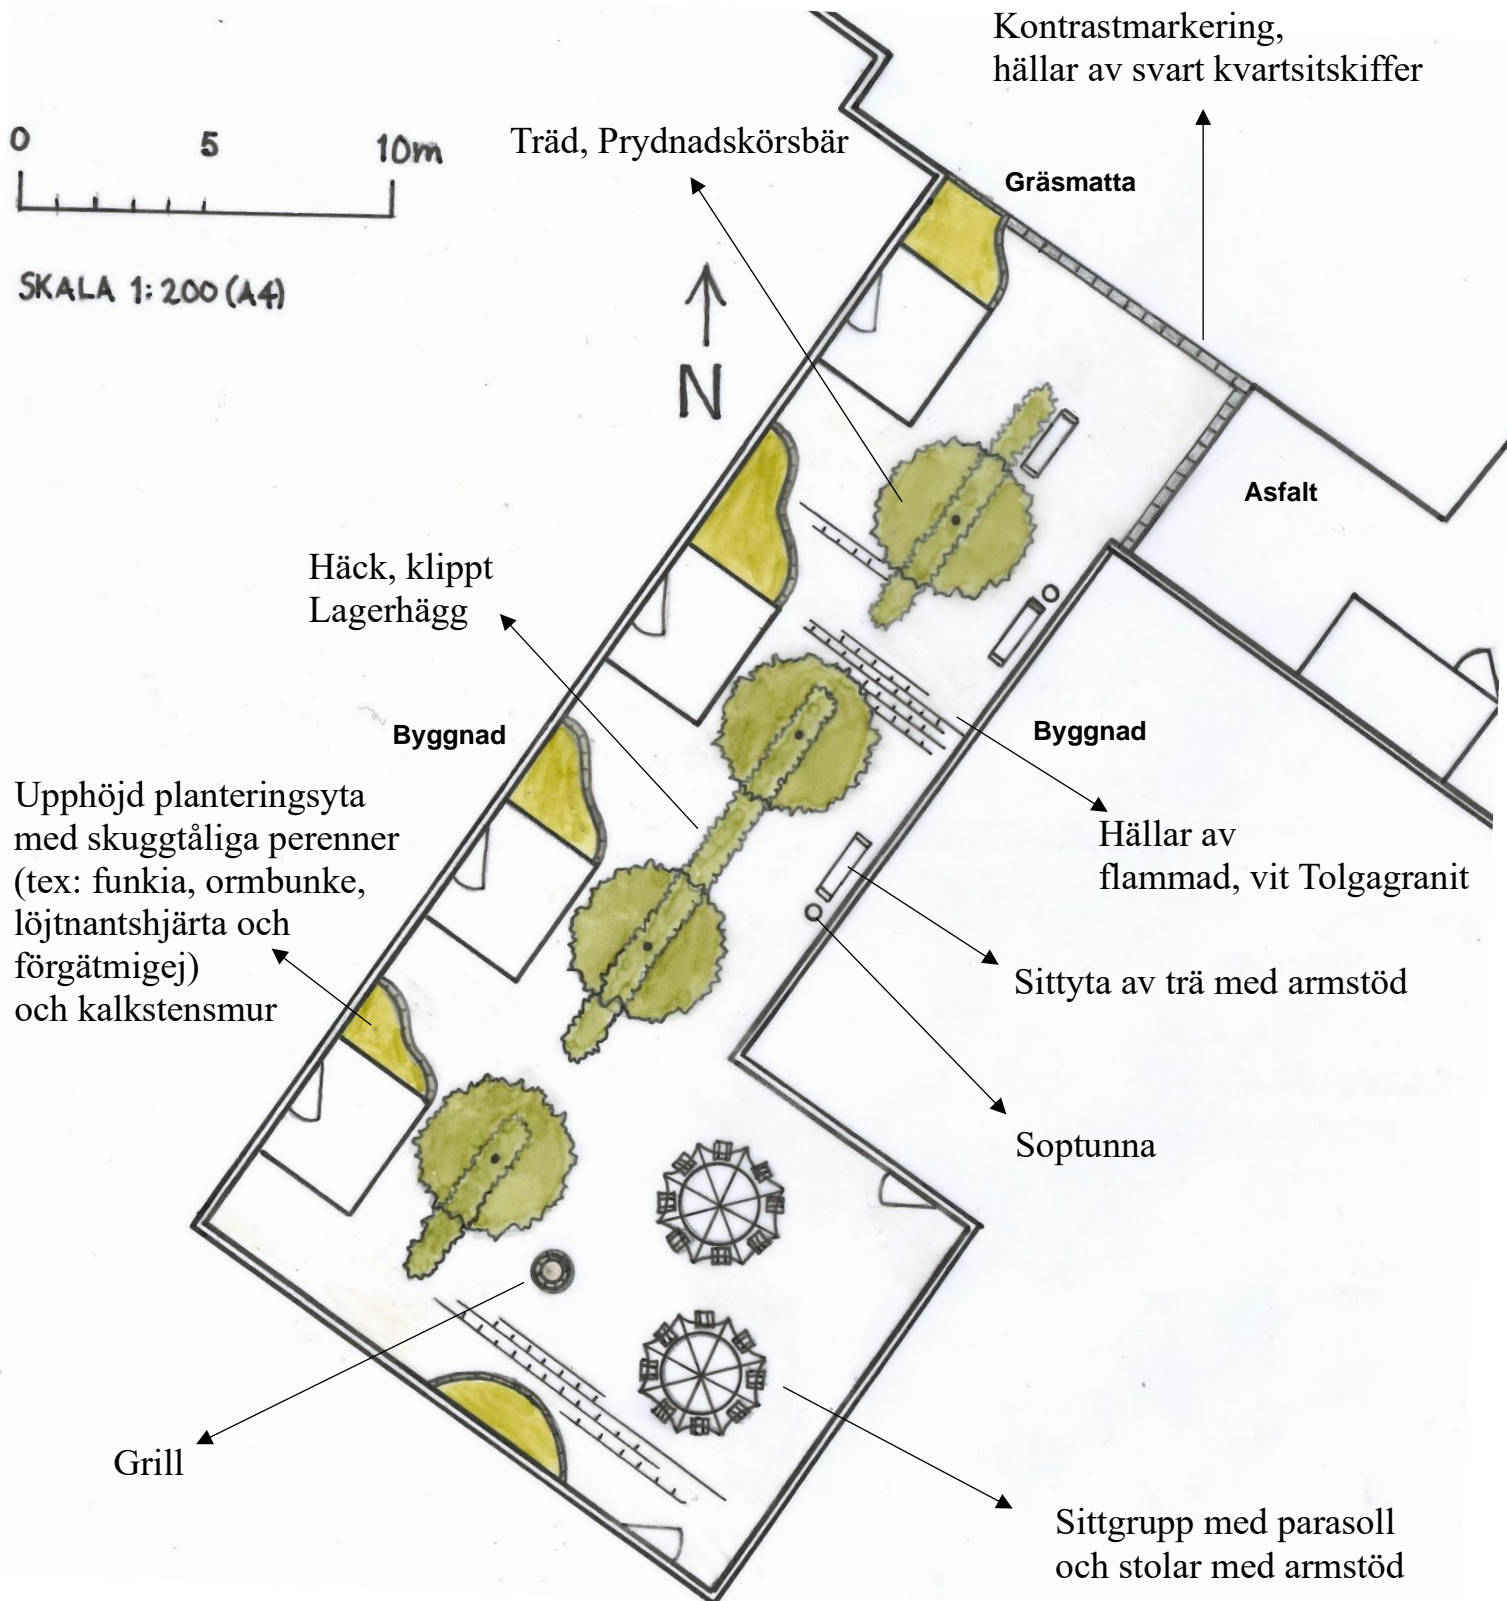 Kontrastmarkering,
hällar av svart kvartsitskiffer
0 5 10m
Träd, Prydnadskörsbär
Gräsmatta
SKALA 1:200 (A4)
N
Asfalt
Häck, klippt
Lagerhägg
Byggnad
Byggnad
Upphöjd planteringsyta
med skuggtåliga perenner
(tex: funkia, ormbunke,
löjtnantshjärta och
förgätmigej)
och kalkstensmur
Hällar av
flammad, vit Tolgagranit
Sittyta av trä med armstöd
Soptunna
Grill
Sittgrupp med parasoll
och stolar med armstöd